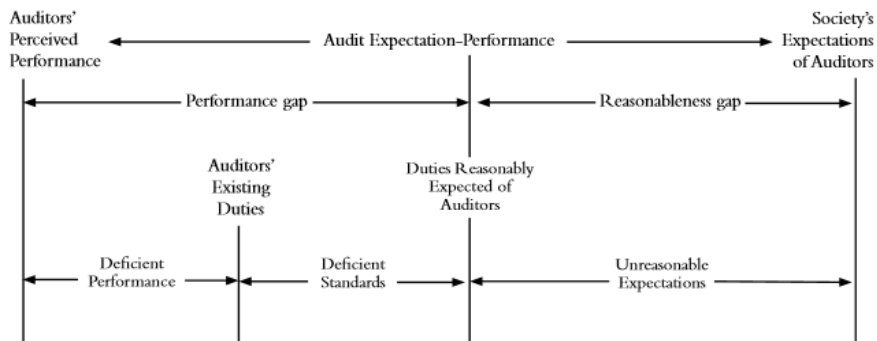 Auditors'
Perceived
Performance
Audit Expectation–Performance
Society's
Expectations
of Auditors
Performance gap
Reasonableness gap
Auditors'
Existing
Duties
Duties Reasonably
Expected of
Auditors
Deficient
Performance
Deficient
Standards
Unreasonable
Expectations